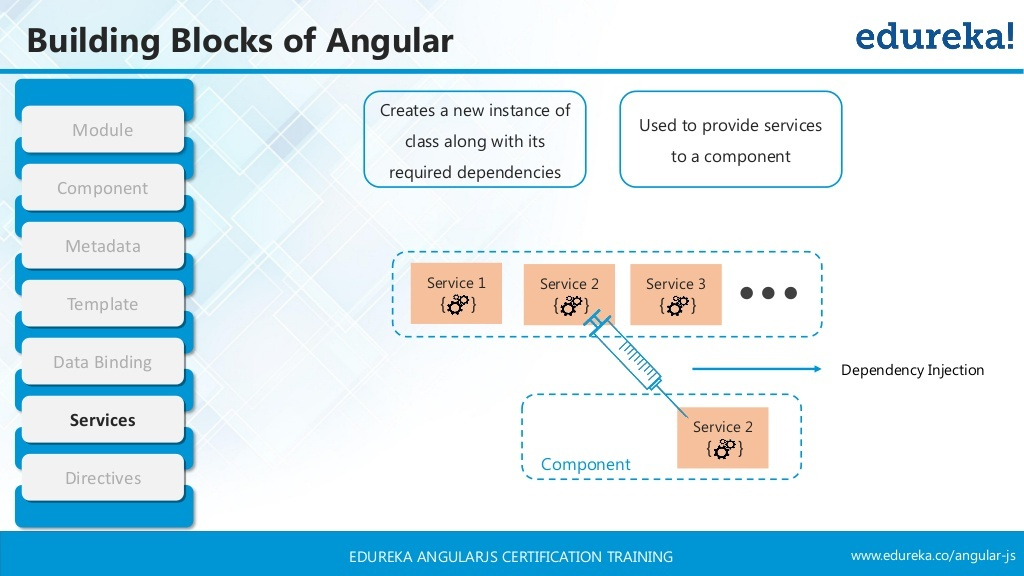 Building Blocks of Angular
edureka!
Module
Component
Metadata
Template
Data Binding
Services
Directives
Creates a new instance of
class along with its
required dependencies
Used to provide services
to a component
Service 1
{ }
Service 2
{ }
Service 3
{ }
Dependency Injection
Service 2
{ }
Component
EDUREKA ANGULARJS CERTIFICATION TRAINING
www.edureka.co/angular-js